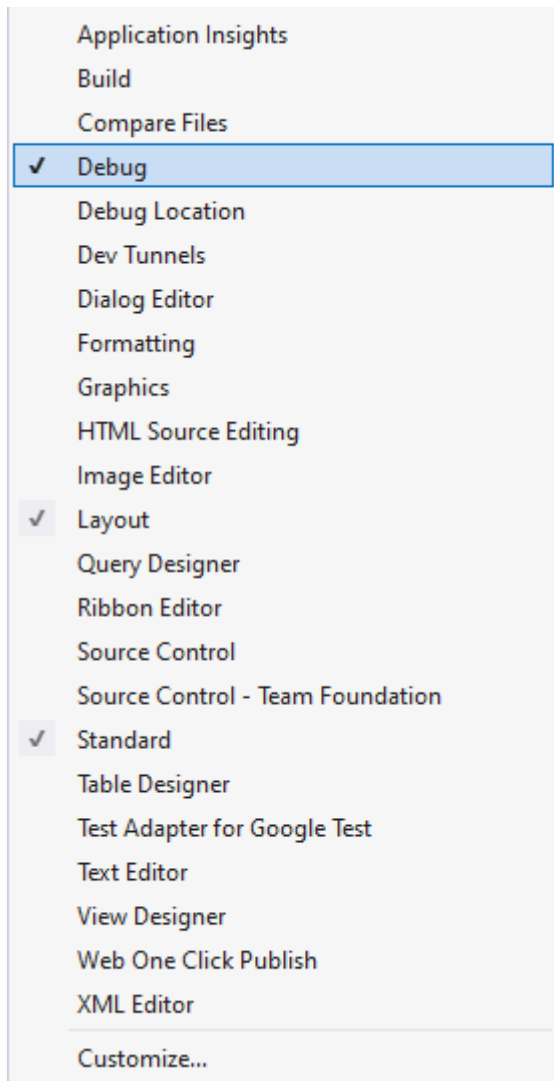 Application Insights
Build
Compare Files
Debug
Debug Location
Dev Tunnels
Dialog Editor
Formatting
Graphics
HTML Source Editing
Image Editor
Layout
Query Designer
Ribbon Editor
Source Control
Source Control - Team Foundation
Standard
Table Designer
Test Adapter for Google Test
Text Editor
View Designer
Web One Click Publish
XML Editor
Customize...